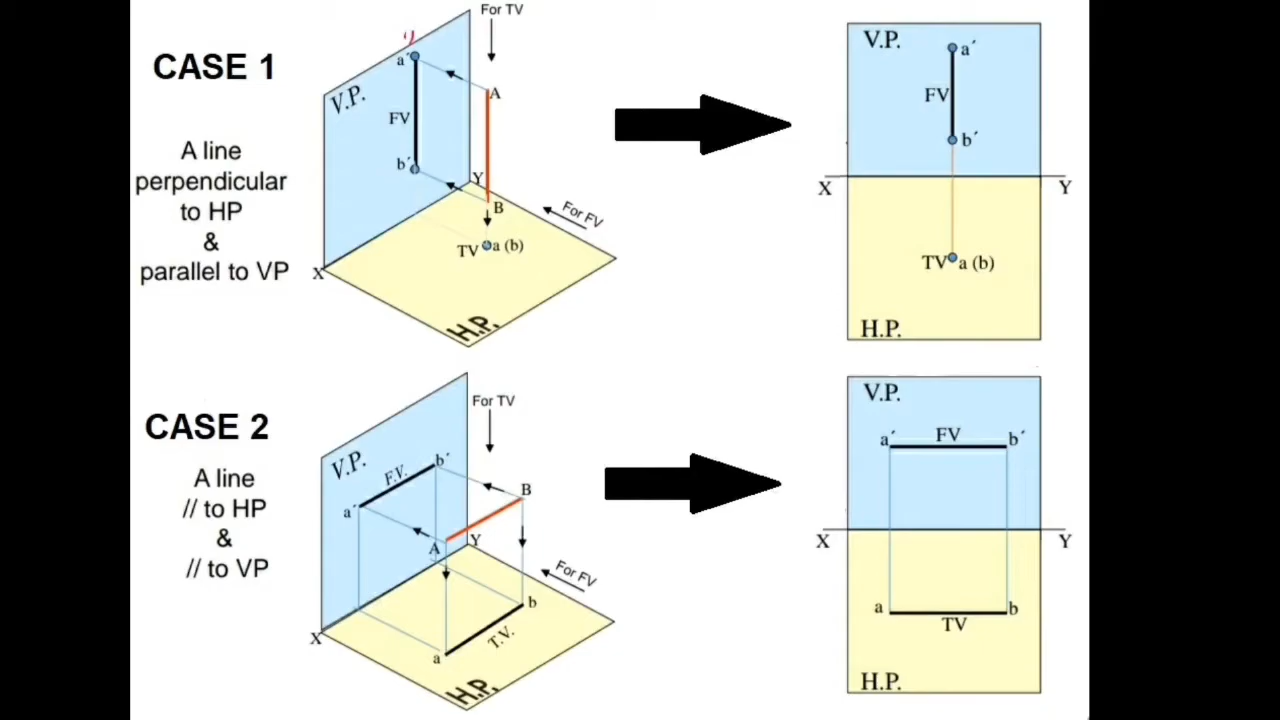 CASE 1
A line
perpendicular
to HP
&
parallel to VP
For TV
V.P.
a´
FV
b´
A
Y
B
For FV
TV a (b)
X
H.P.
V.P.
a´
FV
b´
X
Y
TV a (b)
H.P.
CASE 2
A line
// to HP
&
// to VP
For TV
V.P.
F.V.
b´
a´
B
A
Y
For FV
b
T.V.
a
X
H.P.
V.P.
a´
FV
b´
X
Y
a
b
TV
H.P.